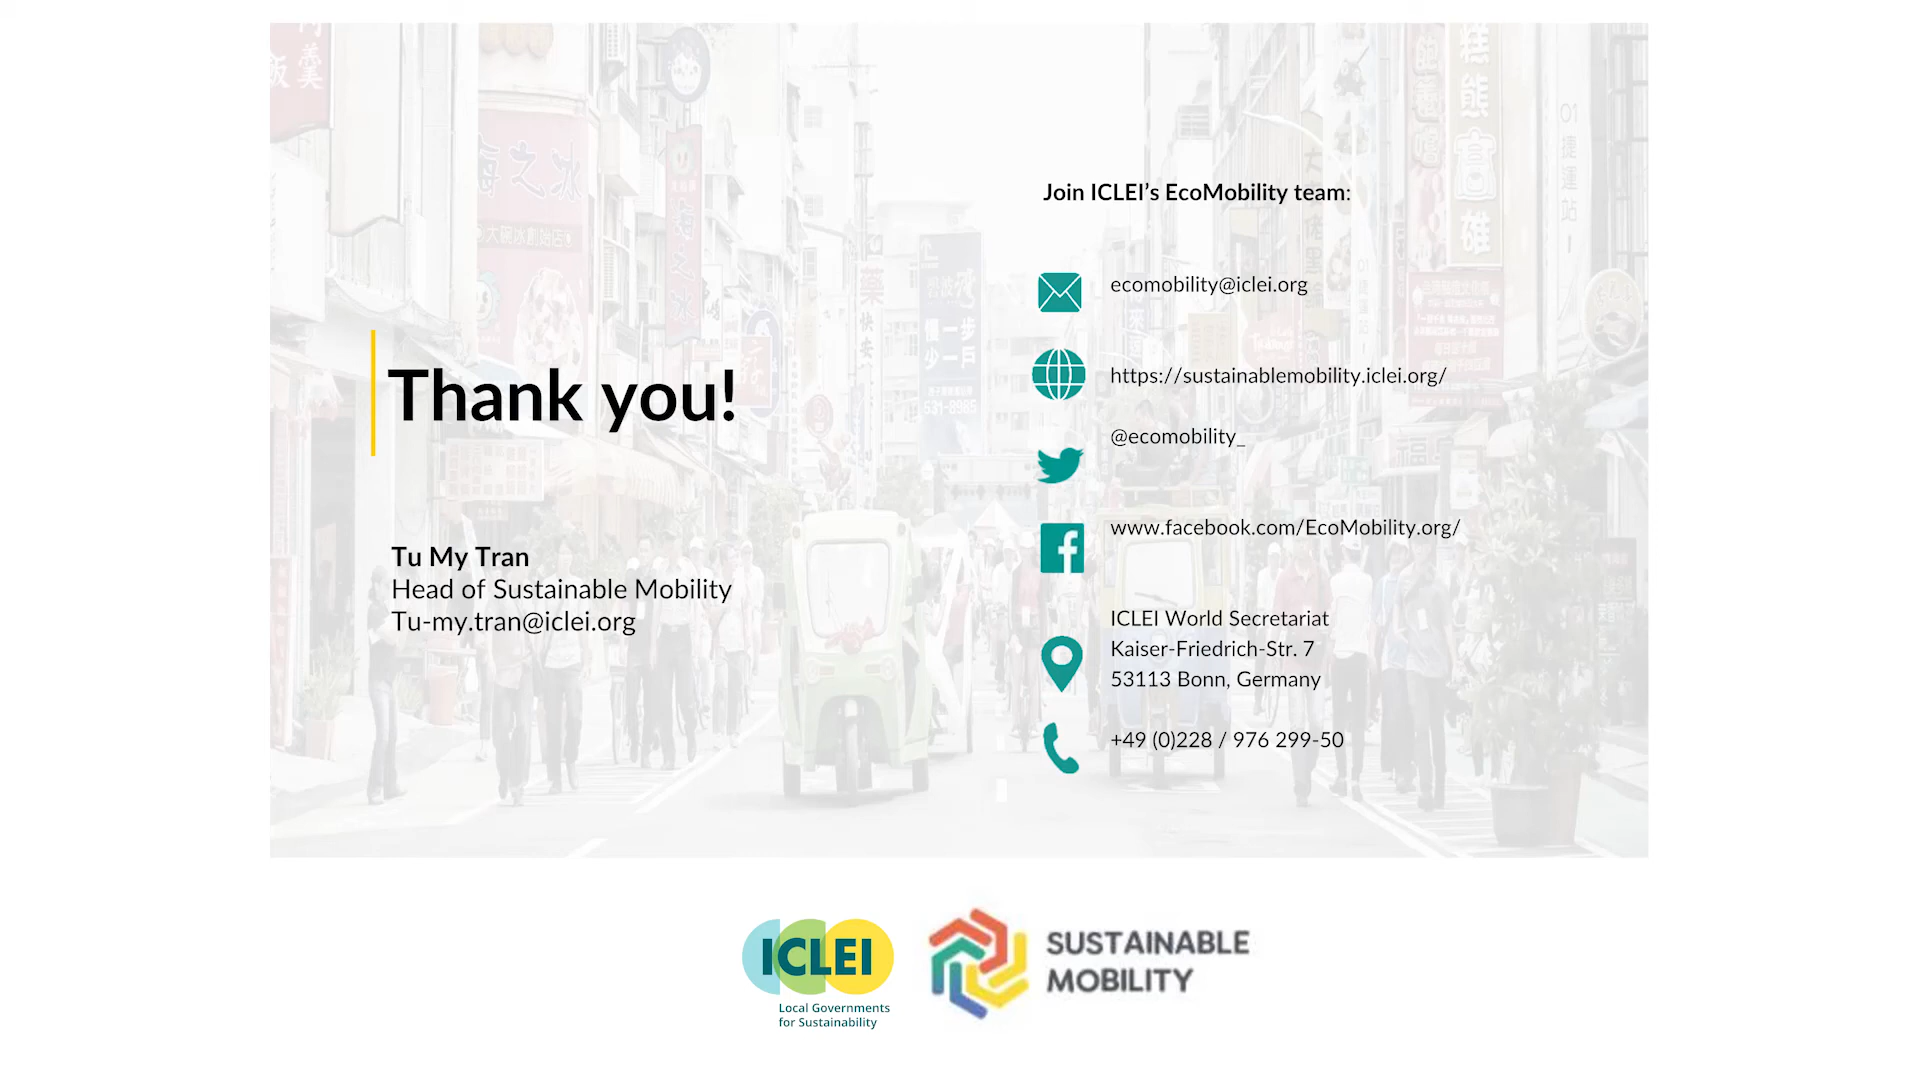 Thank you!
Tu My Tran
Head of Sustainable Mobility
Tu-my.tran@iclei.org
Join ICLEI’s EcoMobility team:
ecomobility@iclei.org
https://sustainablemobility.iclei.org/
@ecomobility_
www.facebook.com/EcoMobility.org/
ICLEI World Secretariat
Kaiser-Friedrich-Str. 7
53113 Bonn, Germany
+49 (0)228 / 976 299-50
531-8985
ICLEI
Local Governments
for Sustainability
SUSTAINABLE
MOBILITY